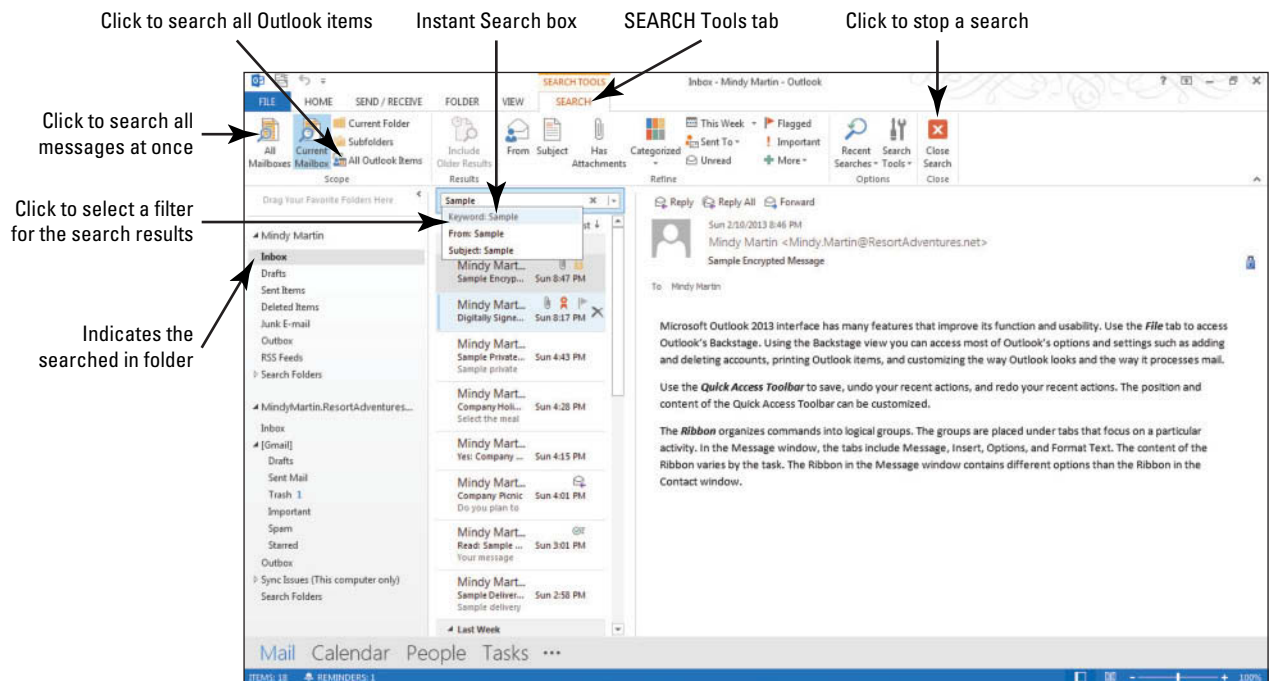 Click to search all Outlook items
Instant Search box
SEARCH Tools tab
Click to stop a search
Click to search all
messages at once
Click to select a filter
for the search results
Indicates the
searched in folder
SEARCH TOOLS
Inbox - Mindy Martin - Outlook
FILE HOME SEND / RECEIVE FOLDER VIEW SEARCH
All
Mailboxes
Current
Mailbox
Current Folder
Subfolders
All Outlook Items
Scope
Include
Older Results
Results
From
Subject
Has
Attachments
Categorized
This Week
Sent To
Unread
Flagged
Important
More
Refine
Recent
Searches
Search
Tools
Options
Close
Search
Close
Drag Your Favorite Folders Here
Mindy Martin
Inbox
Drafts
Sent Items
Deleted Items
Junk E-mail
Outbox
RSS Feeds
Search Folders
MindyMartin.ResortAdventures...
Inbox
[Gmail]
Drafts
Sent Mail
Trash 1
Important
Spam
Starred
Outbox
Sync Issues (This computer only)
Search Folders
Sample
Keyword: Sample
From: Sample
Subject: Sample
Mindy Mart...
Sample Encryp... Sun 8:47 PM
Mindy Mart...
Digitally Signe... Sun 8:17 PM
Mindy Mart...
Sample Private... Sun 4:43 PM
Sample private
Mindy Mart...
Company Holi... Sun 4:28 PM
Select the meal
Mindy Mart...
Yes: Company ... Sun 4:15 PM
Mindy Mart...
Company Picnic Sun 4:01 PM
Do you plan to
Mindy Mart...
Read: Sample ... Sun 3:01 PM
Your message
Mindy Mart...
Sample Deliver... Sun 2:58 PM
Sample delivery
Last Week
Reply Reply All Forward
Sun 2/10/2013 8:46 PM
Mindy Martin <Mindy.Martin@ResortAdventures.net>
Sample Encrypted Message
To Mindy Martin
Microsoft Outlook 2013 interface has many features that improve its function and usability. Use the File tab to access
Outlook's Backstage. Using the Backstage view you can access most of Outlook's options and settings such as adding
and deleting accounts, printing Outlook items, and customizing the way Outlook looks and the way it processes mail.
Use the Quick Access Toolbar to save, undo your recent actions, and redo your recent actions. The position and
content of the Quick Access Toolbar can be customized.
The Ribbon organizes commands into logical groups. The groups are placed under tabs that focus on a particular
activity. In the Message window, the tabs include Message, Insert, Options, and Format Text. The content of the
Ribbon varies by the task. The Ribbon in the Message window contains different options than the Ribbon in the
Contact window.
Mail Calendar People Tasks ...
ITEMS: 18 REMINDERS: 1
100%